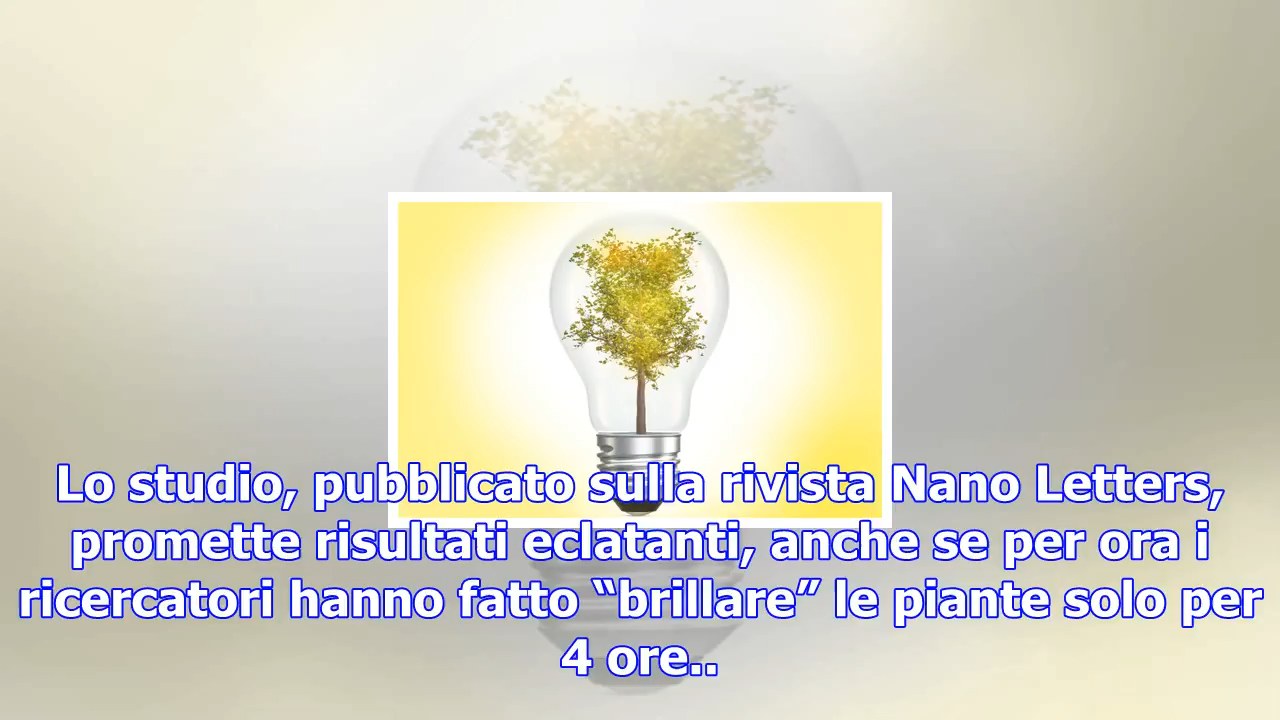 Lo studio, pubblicato sulla rivista Nano Letters,
promette risultati eclatanti, anche se per ora i
ricercatori hanno fatto “brillare” le piante solo per
4 ore..